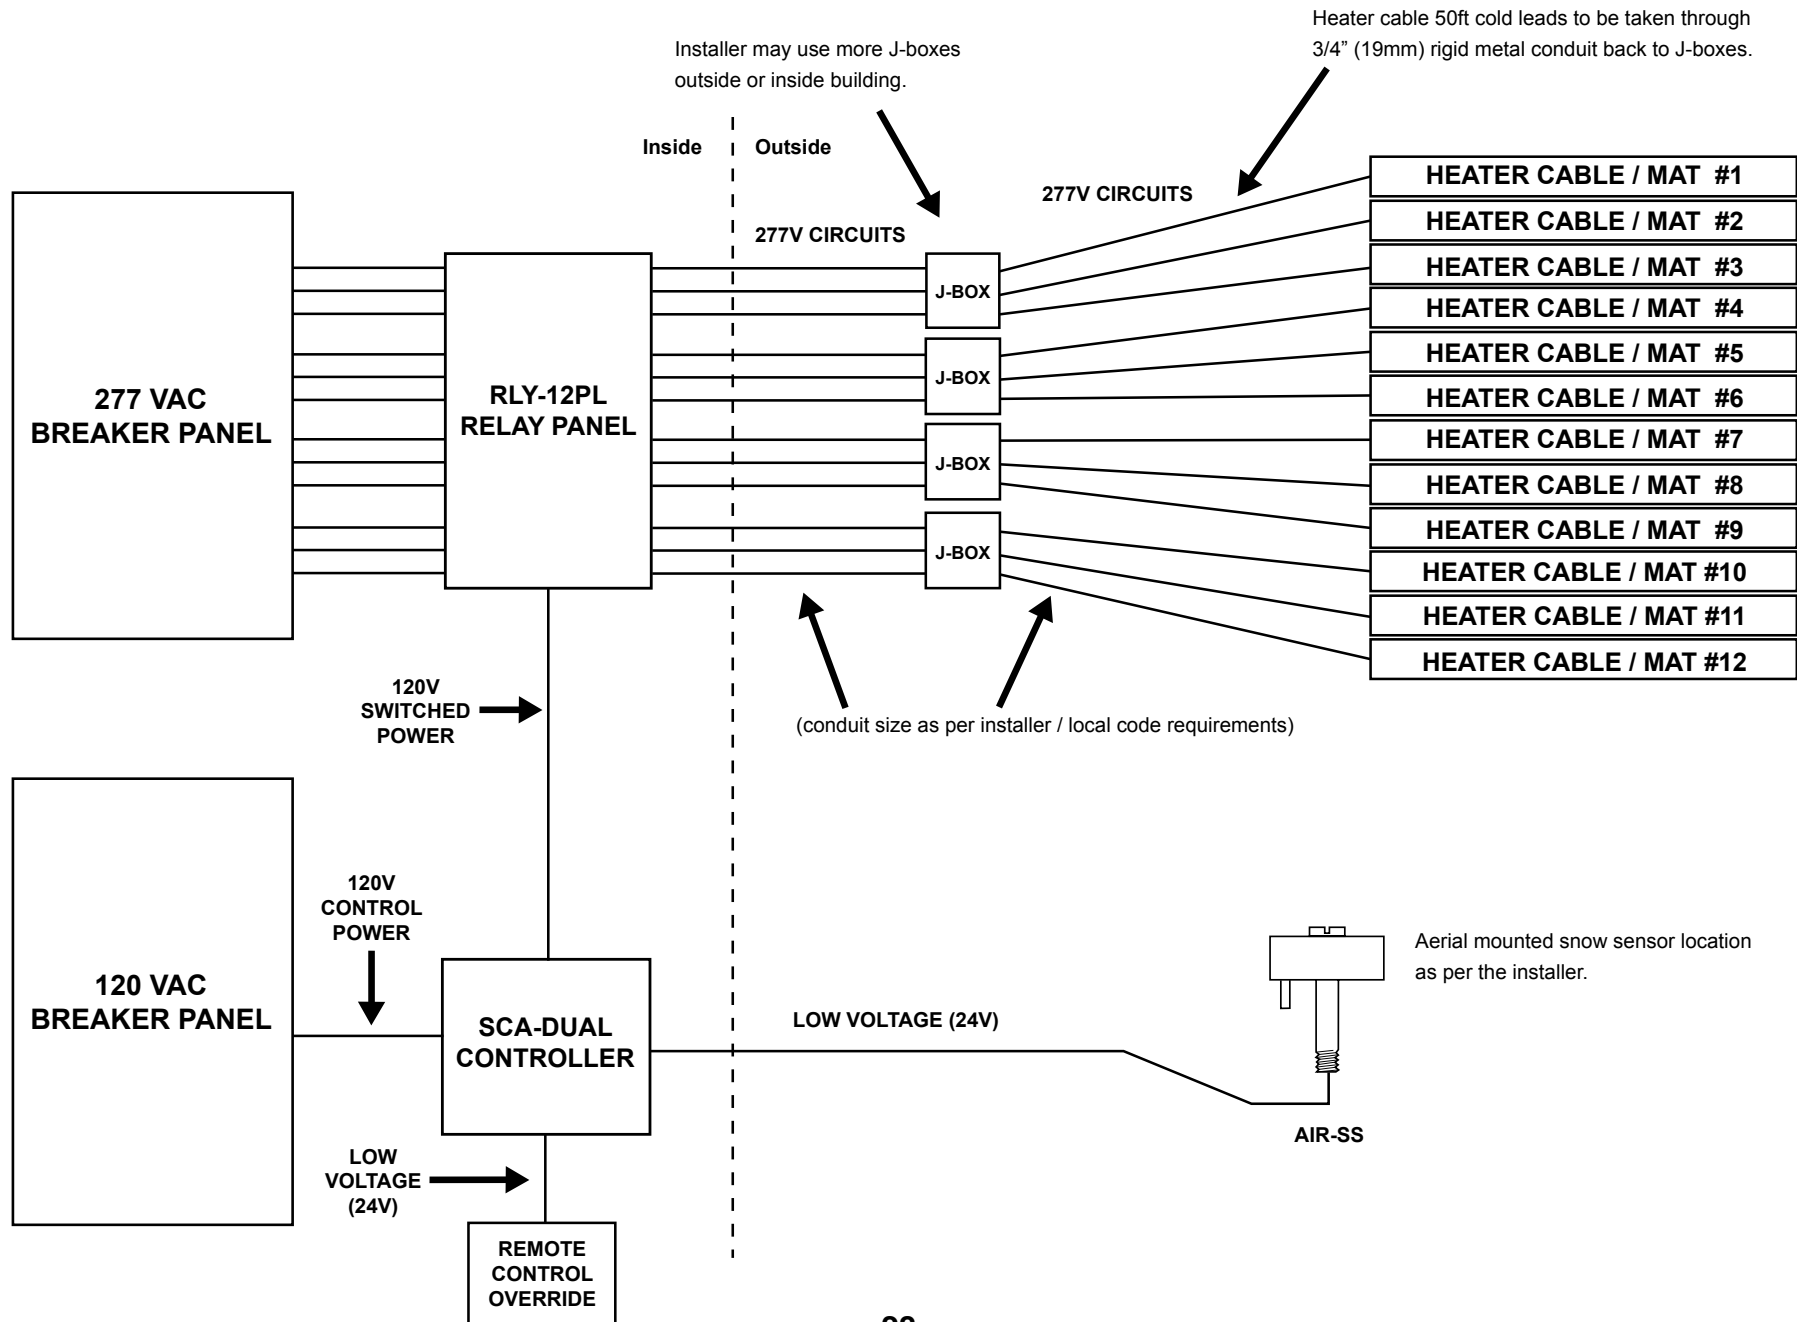 Heater cable 50ft cold leads to be taken through
3/4” (19mm) rigid metal conduit back to J-boxes.
Installer may use more J-boxes
outside or inside building.
Inside
Outside
277V CIRCUITS
277V CIRCUITS
277 VAC
BREAKER PANEL
RLY-12PL
RELAY PANEL
J-BOX
J-BOX
J-BOX
J-BOX
HEATER CABLE / MAT #1
HEATER CABLE / MAT #2
HEATER CABLE / MAT #3
HEATER CABLE / MAT #4
HEATER CABLE / MAT #5
HEATER CABLE / MAT #6
HEATER CABLE / MAT #7
HEATER CABLE / MAT #8
HEATER CABLE / MAT #9
HEATER CABLE / MAT #10
HEATER CABLE / MAT #11
HEATER CABLE / MAT #12
120V
SWITCHED
POWER
(conduit size as per installer / local code requirements)
120V
CONTROL
POWER
120 VAC
BREAKER PANEL
SCA-DUAL
CONTROLLER
LOW VOLTAGE (24V)
Aerial mounted snow sensor location
as per the installer.
AIR-SS
LOW
VOLTAGE
(24V)
REMOTE
CONTROL
OVERRIDE